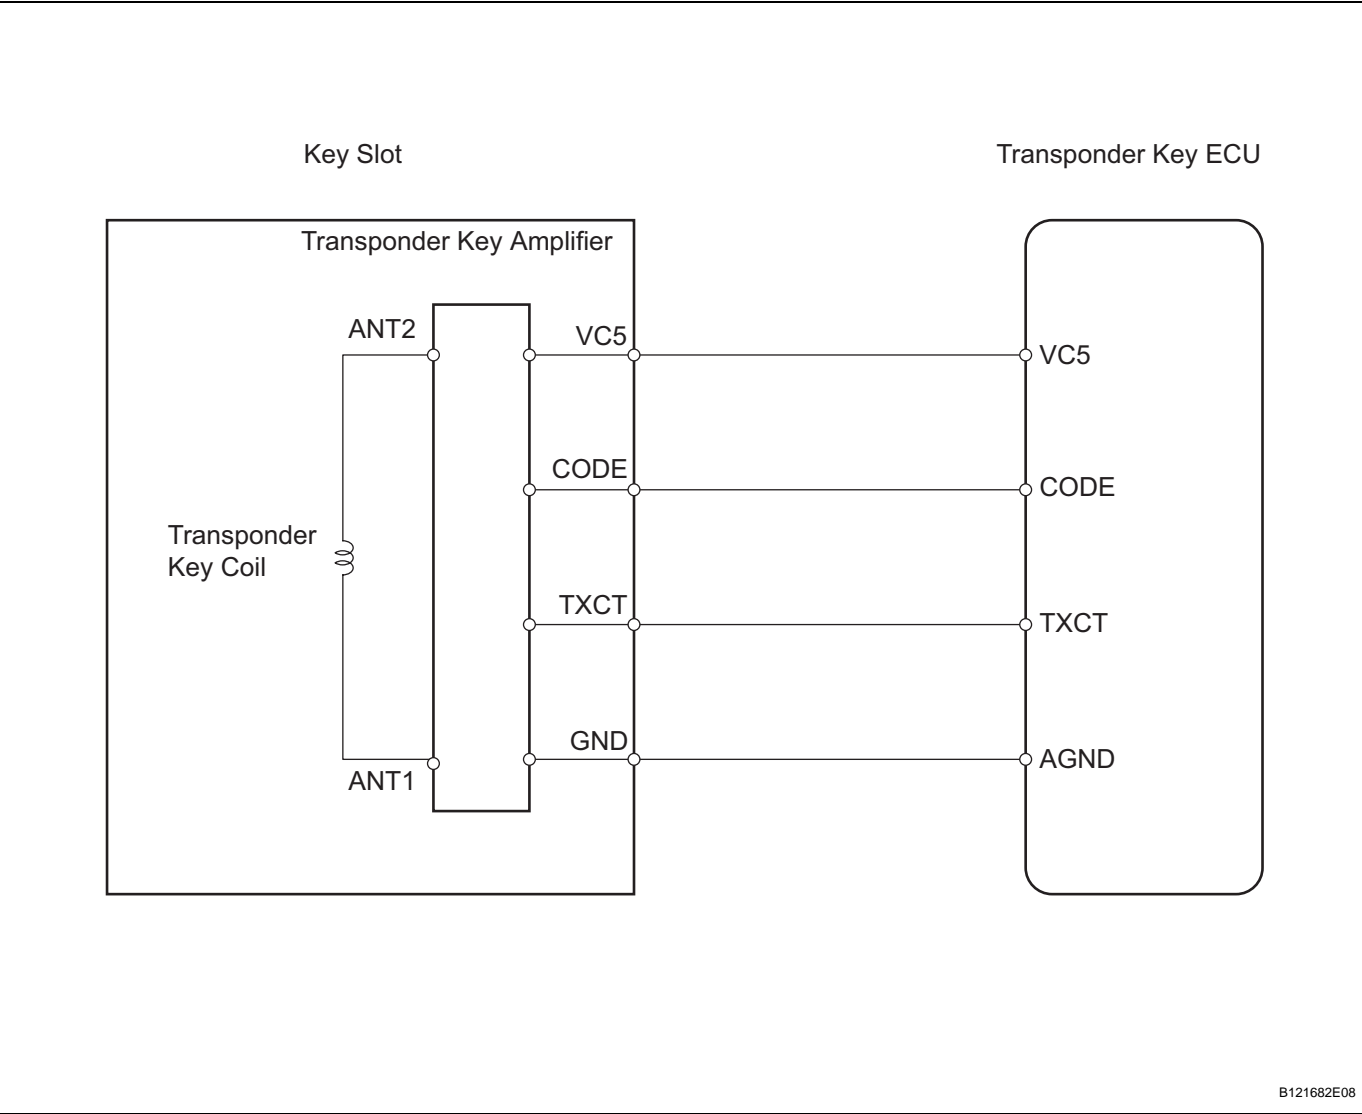 Key Slot
Transponder Key ECU
Transponder Key Amplifier
ANT2
VC5
VC5
CODE
CODE
Transponder
Key Coil
TXCT
TXCT
GND
AGND
ANT1
B121682E08